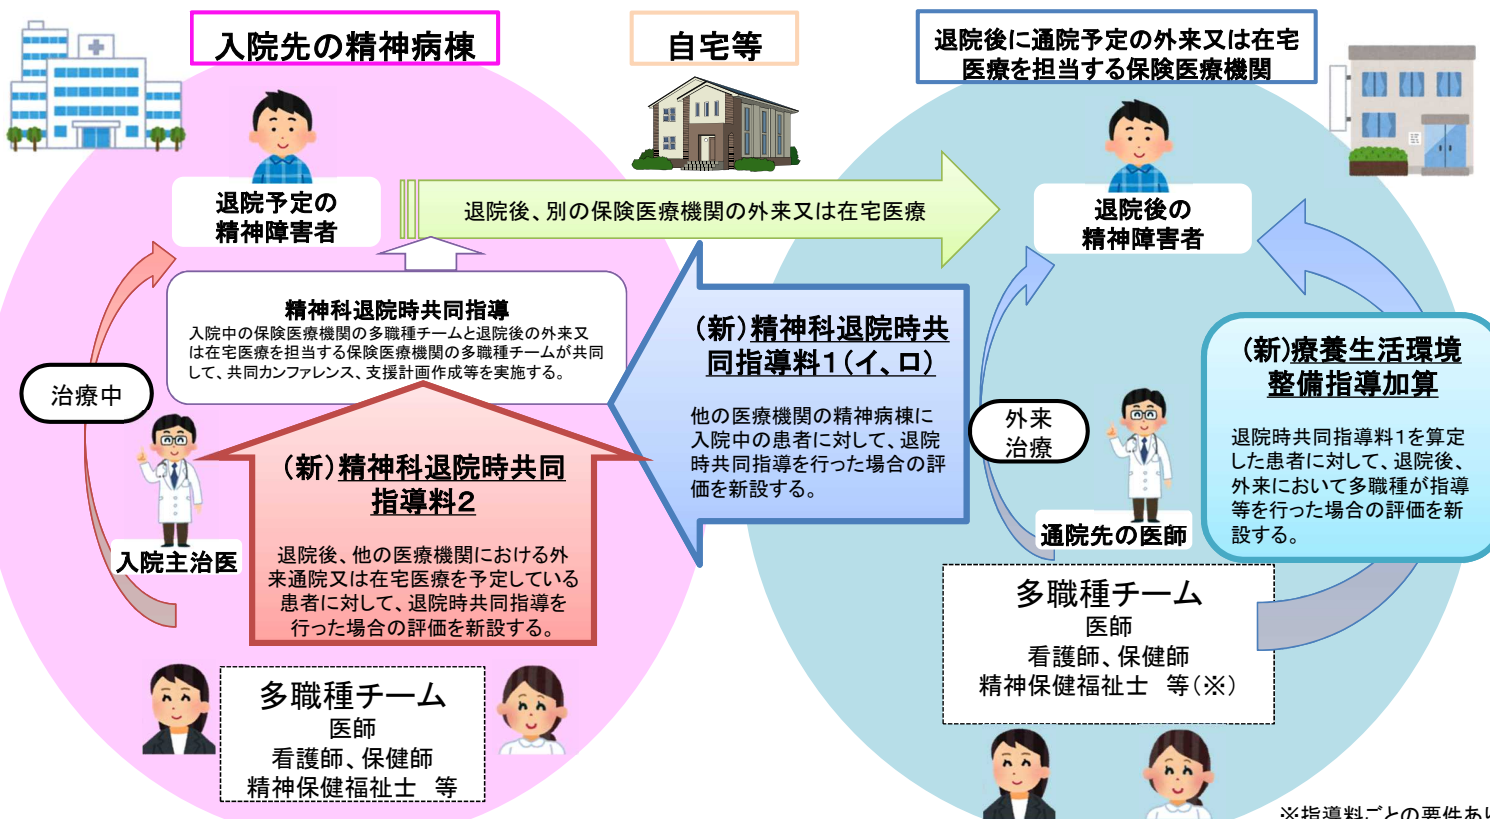 入院先の精神病棟
自宅等
退院後に通院予定の外来又は在宅
医療を担当する保険医療機関
退院予定の
精神障害者
退院後、別の保険医療機関の外来又は在宅医療
退院後の
精神障害者
精神科退院時共同指導
入院中の保険医療機関の多職種チームと退院後の外来又
は在宅医療を担当する保険医療機関の多職種チームが共同
して、共同カンファレンス、支援計画作成等を実施する。
治療中
入院主治医
(新)精神科退院時共同
指導料2
退院後、他の医療機関における外
来通院又は在宅医療を予定している
患者に対して、退院時共同指導を
行った場合の評価を新設する。
(新)精神科退院時共
同指導料1(イ、ロ)
他の医療機関の精神病棟に
入院中の患者に対して、退院
時共同指導を行った場合の評
価を新設する。
外来
治療
通院先の医師
(新)療養生活環境
整備指導加算
退院時共同指導料1を算定
した患者に対して、退院後、
外来において多職種が指導
等を行った場合の評価を新
設する。
多職種チーム
医師
看護師、保健師
精神保健福祉士 等
多職種チーム
医師
看護師、保健師
精神保健福祉士 等(※)
※指導料ごとの要件あり